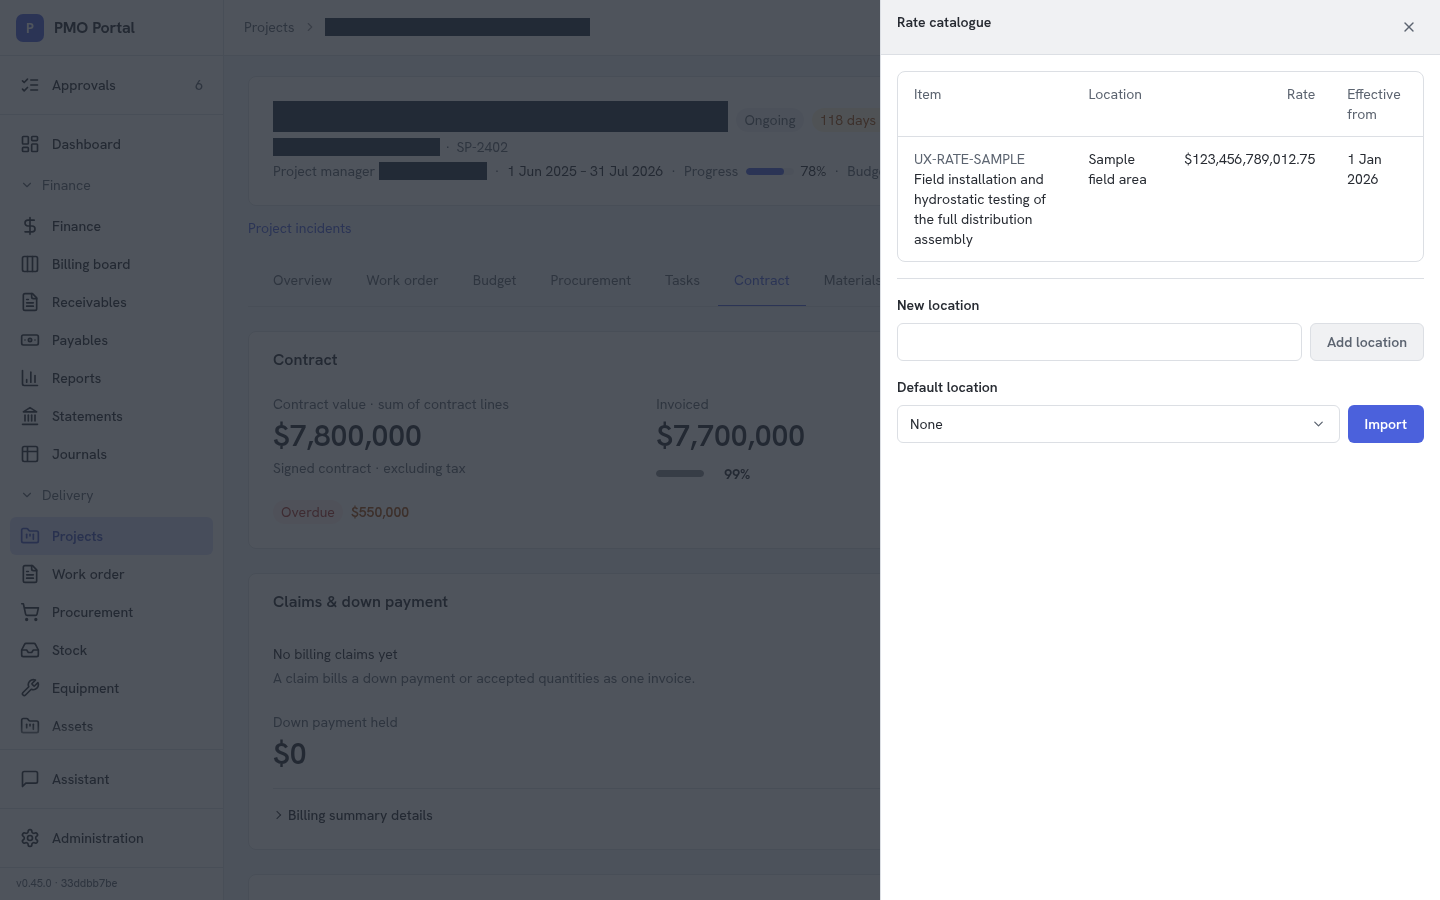 P PMO Portal
Approvals 6
Dashboard
Finance
Finance
Billing board
Receivables
Payables
Reports
Statements
Journals
Delivery
Projects
Work order
Procurement
Stock
Equipment
Assets
Assistant
Administration
v0.45.0 · 33ddbb7be
Projects
Ongoing 118 days
· SP-2402
Project manager · 1 Jun 2025 – 31 Jul 2026 · Progress 78% · Budg
Project incidents
Overview Work order Budget Procurement Tasks Contract Materials
Contract
Contract value · sum of contract lines
$7,800,000
Signed contract · excluding tax
Invoiced
$7,700,000
99%
Overdue $550,000
Claims & down payment
No billing claims yet
A claim bills a down payment or accepted quantities as one invoice.
Down payment held
$0
Billing summary details
Rate catalogue
Item Location Rate Effective from
UX-RATE-SAMPLE
Field installation and
hydrostatic testing of
the full distribution
assembly
Sample
field area
$123,456,789,012.75
1 Jan
2026
New location
Add location
Default location
None
Import